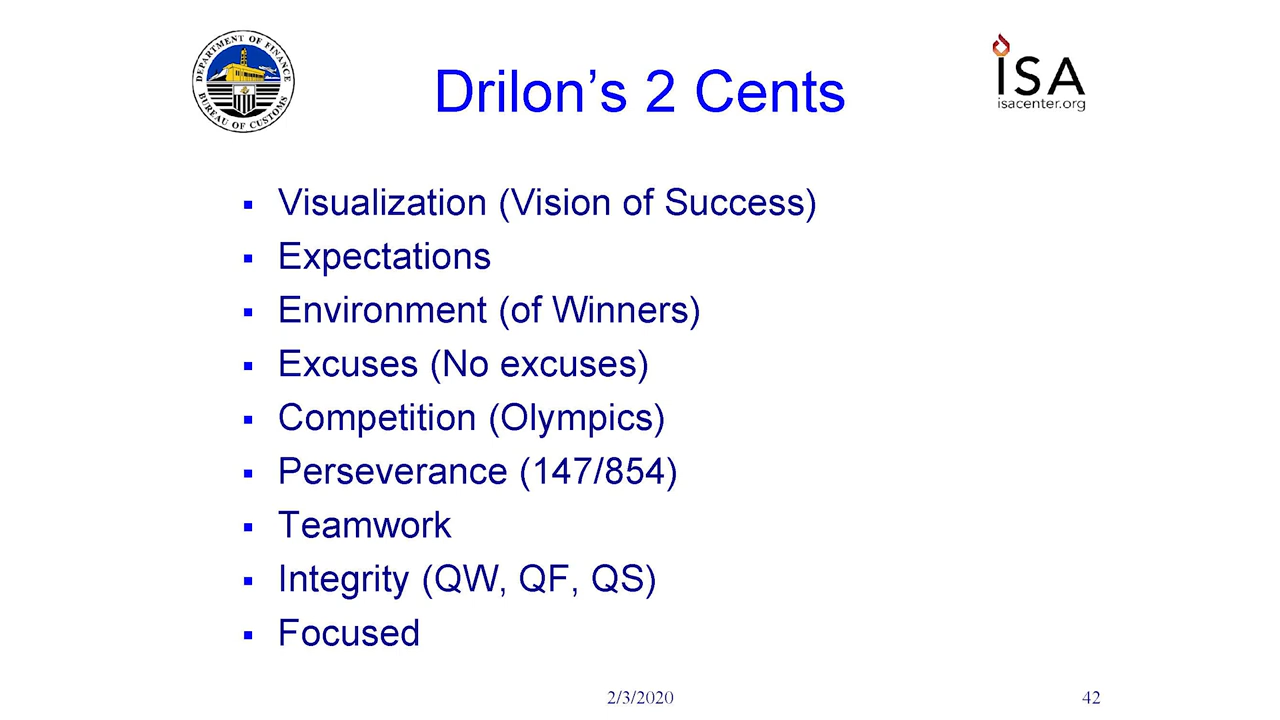 DEPARTMENT OF FINANCE
BUREAU OF CUSTOMS
Drilon's 2 Cents
iSA
isacenter.org
▪ Visualization (Vision of Success)
▪ Expectations
▪ Environment (of Winners)
▪ Excuses (No excuses)
▪ Competition (Olympics)
▪ Perseverance (147/854)
▪ Teamwork
▪ Integrity (QW, QF, QS)
▪ Focused
2/3/2020
42